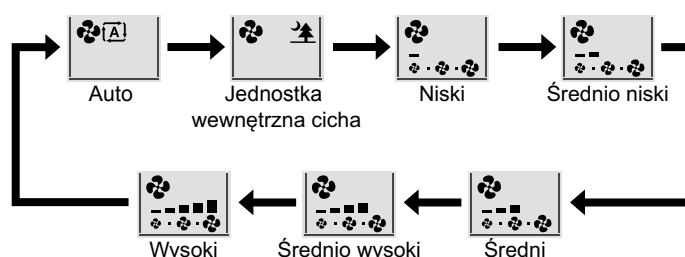 A
Auto
Jednostka
wewnętrzna cicha
Niski
Średnio niski
Wysoki
Średnio wysoki
Średni